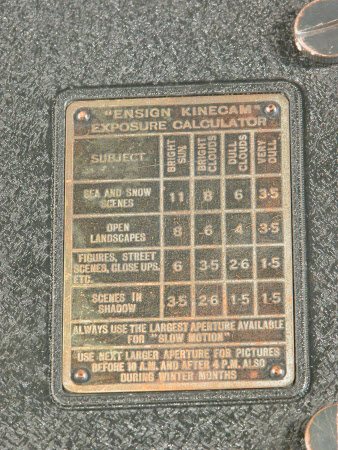 "ENSIGN KINECAM"
EXPOSURE CALCULATOR
SUBJECT BRIGHT SUN BRIGHT CLOUDS DULL CLOUDS VERY DULL
SEA AND SNOW SCENES 11 8 6 3·5
OPEN LANDSCAPES 8 6 4 3·5
FIGURES, STREET SCENES, CLOSE UPS, ETC. 6 3·5 2·6 1·5
SCENES IN SHADOW 3·5 2·6 1·5 1·5
ALWAYS USE THE LARGEST APERTURE AVAILABLE
FOR "SLOW MOTION"
USE NEXT LARGER APERTURE FOR PICTURES
BEFORE 10 A.M. AND AFTER 4 P.M. ALSO
DURING WINTER MONTHS